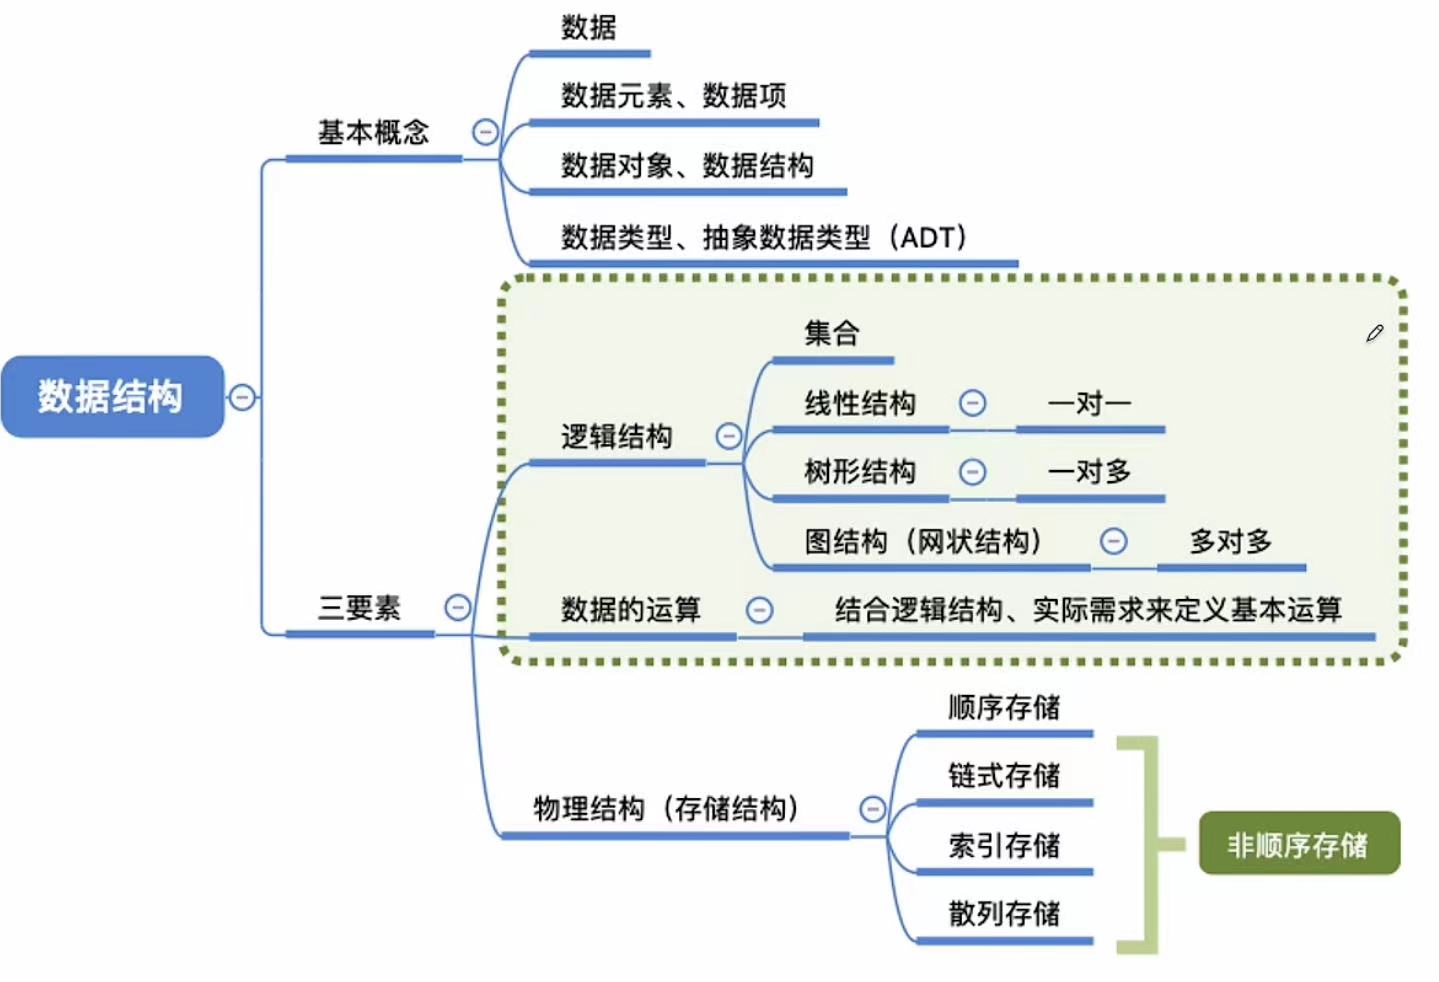 数据
数据元素、数据项
基本概念
数据对象、数据结构
数据类型、抽象数据类型（ADT）
数据结构
集合
线性结构
一对一
逻辑结构
树形结构
一对多
图结构（网状结构）
多对多
三要素
数据的运算
结合逻辑结构、实际需求来定义基本运算
顺序存储
链式存储
物理结构（存储结构）
索引存储
非顺序存储
散列存储